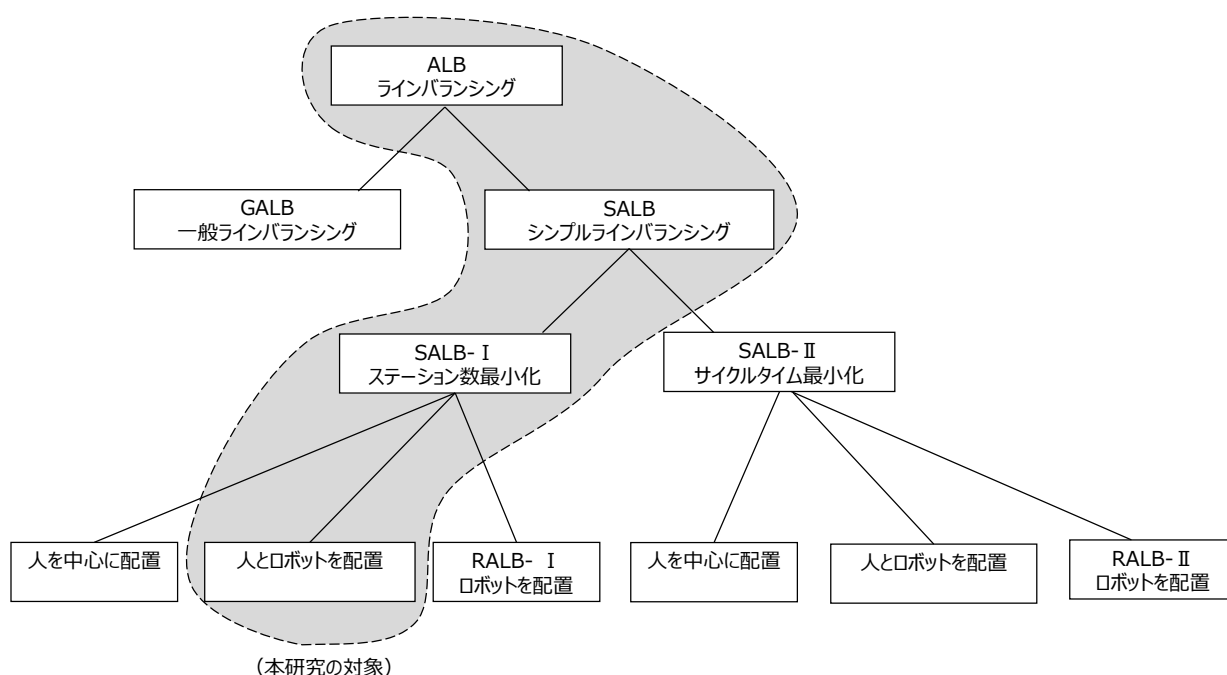 ALB
ラインバランシング
GALB
一般ラインバランシング
SALB
シンプルラインバランシング
SALB-Ⅰ
ステーション数最小化
SALB-Ⅱ
サイクルタイム最小化
人を中心に配置
人とロボットを配置
RALB- Ⅰ
ロボットを配置
人を中心に配置
人とロボットを配置
RALB-Ⅱ
ロボットを配置
（本研究の対象）